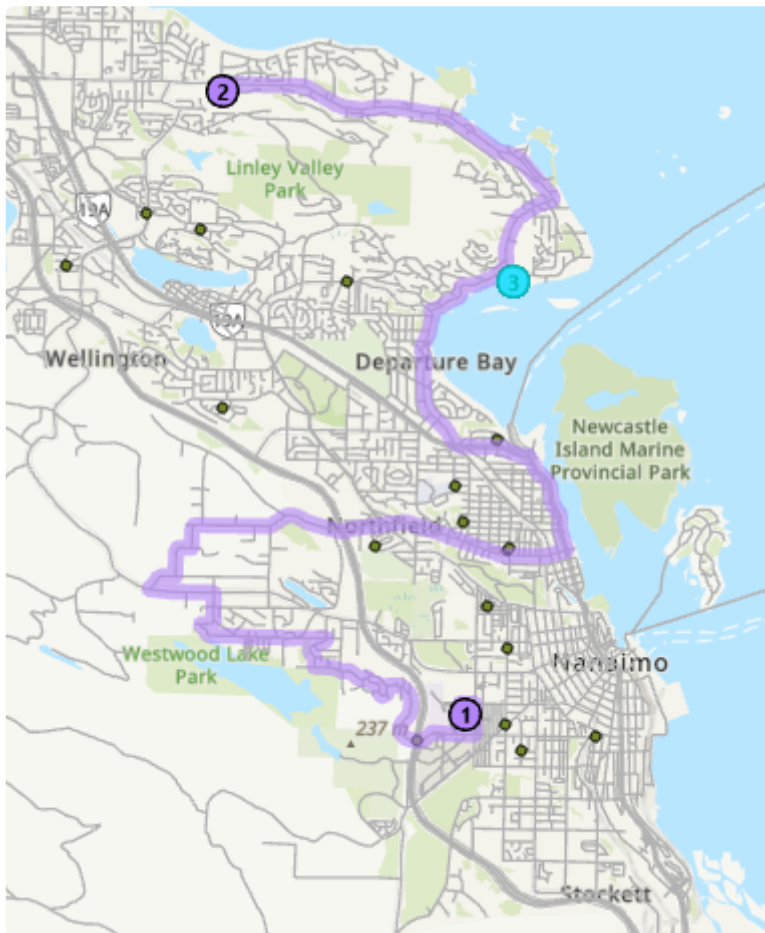 2
Linley Valley
Park
19A
3
19A
Wellington
Departure Bay
Newcastle
Island Marine
Provincial Park
Northfield
Westwood Lake
Park
Nanaimo
1
237 m
Stockett